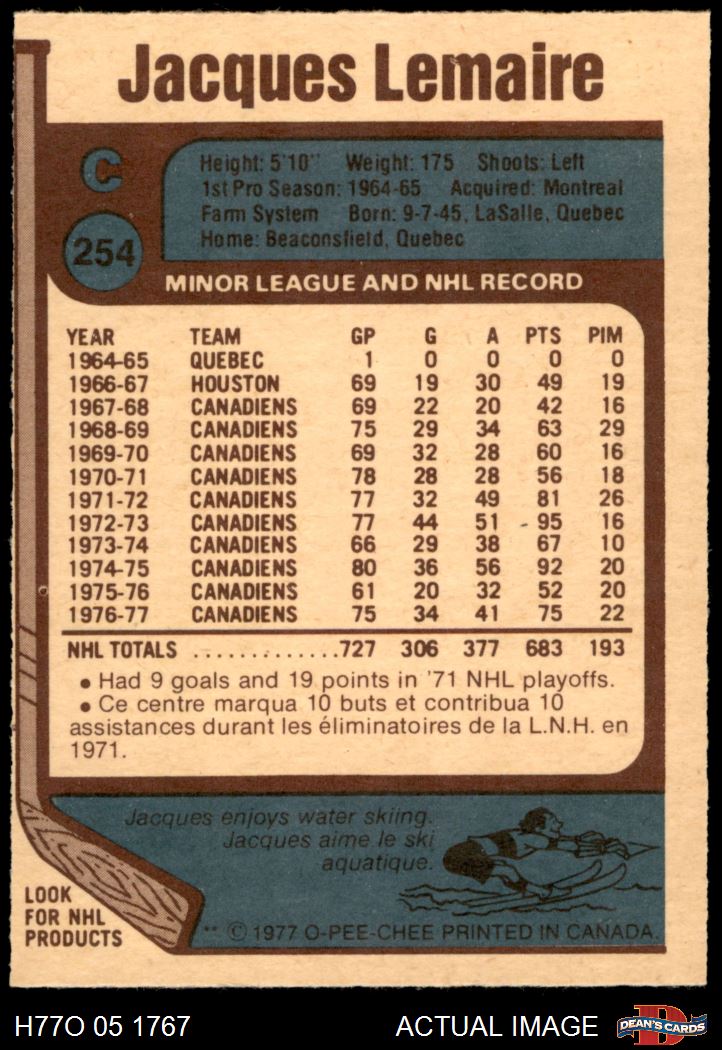 Jacques Lemaire
C
254
Height: 5'10" Weight: 175 Shoots: Left
1st Pro Season: 1964-65 Acquired: Montreal
Farm System Born: 9-7-45, LaSalle, Quebec
Home: Beaconsfield, Quebec
MINOR LEAGUE AND NHL RECORD
YEAR TEAM GP G A PTS PIM
1964-65 QUEBEC 1 0 0 0 0
1966-67 HOUSTON 69 19 30 49 19
1967-68 CANADIENS 69 22 20 42 16
1968-69 CANADIENS 75 29 34 63 29
1969-70 CANADIENS 69 32 28 60 16
1970-71 CANADIENS 78 28 28 56 18
1971-72 CANADIENS 77 32 49 81 26
1972-73 CANADIENS 77 44 51 95 16
1973-74 CANADIENS 66 29 38 67 10
1974-75 CANADIENS 80 36 56 92 20
1975-76 CANADIENS 61 20 32 52 20
1976-77 CANADIENS 75 34 41 75 22
NHL TOTALS .............727 306 377 683 193
• Had 9 goals and 19 points in '71 NHL playoffs.
• Ce centre marqua 10 buts et contribua 10
assistances durant les éliminatoires de la L.N.H. en
1971.
Jacques enjoys water skiing.
Jacques aime le ski
aquatique.
LOOK
FOR NHL
PRODUCTS
** © 1977 O-PEE-CHEE PRINTED IN CANADA.
H77O 05 1767 ACTUAL IMAGE D DEAN'S CARDS